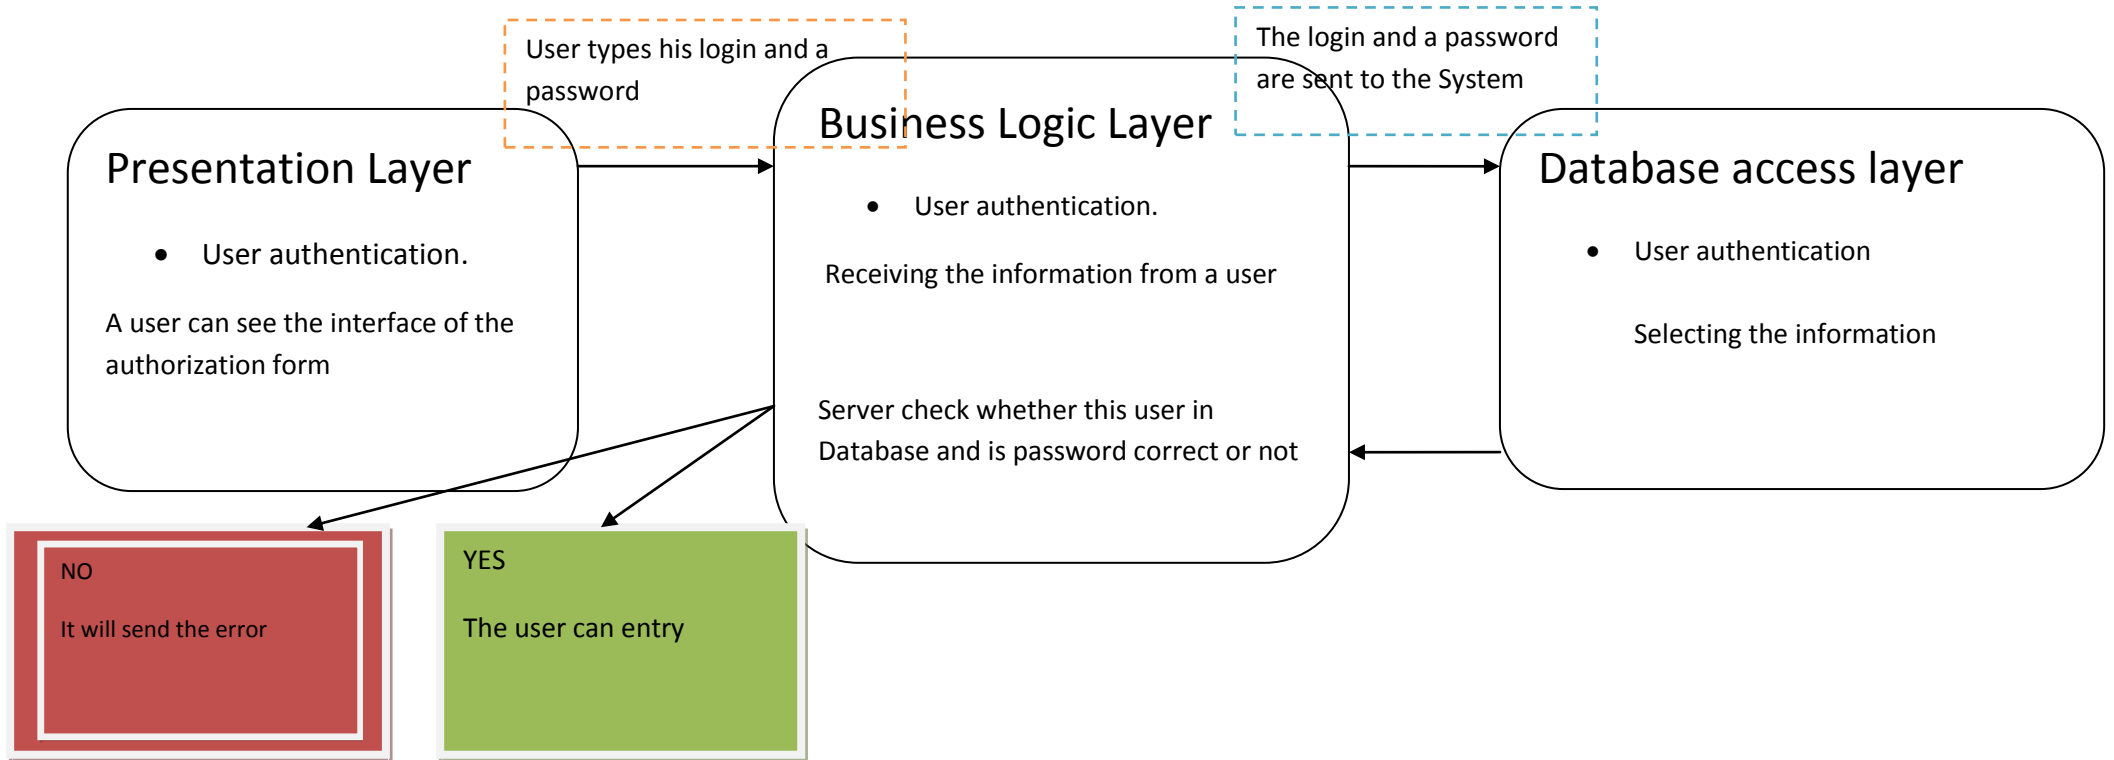 User types his login and a
password
The login and a password
are sent to the System
Presentation Layer
• User authentication.
A user can see the interface of the
authorization form
Business Logic Layer
• User authentication.
Receiving the information from a user
Server check whether this user in
Database and is password correct or not
Database access layer
• User authentication
Selecting the information
NO
It will send the error
YES
The user can entry